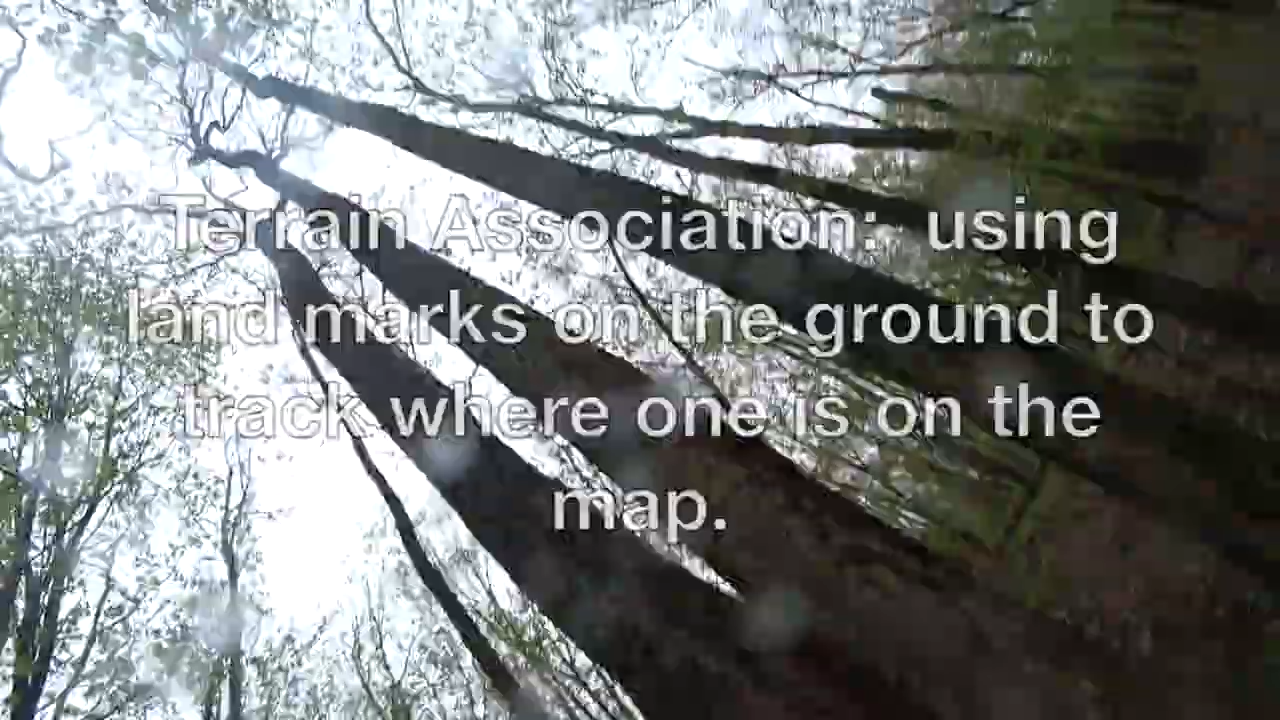 Terrain Association:  using
land marks on the ground to
track where one is on the
map.